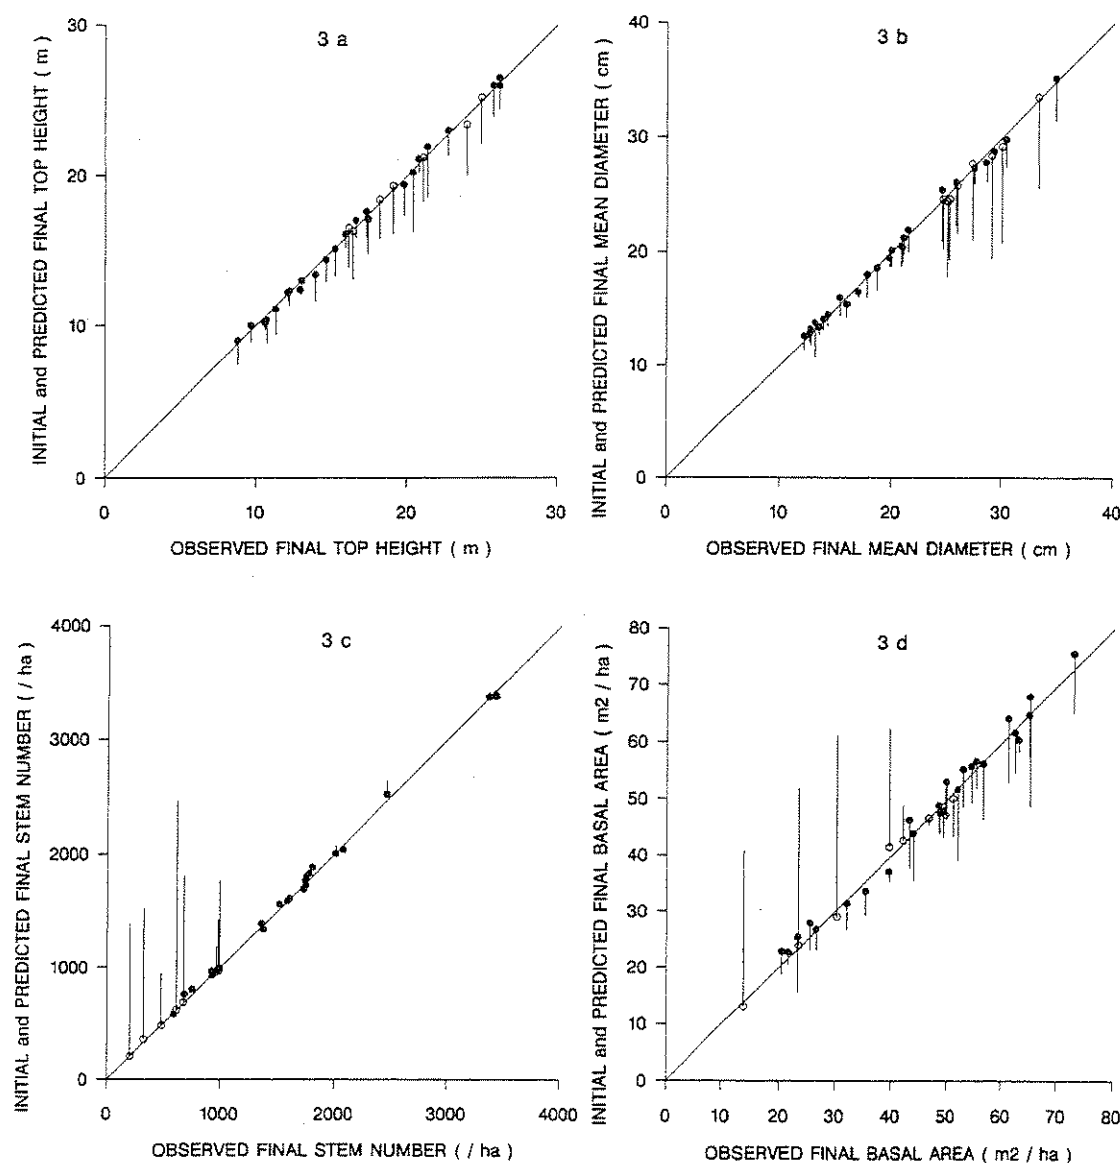 3 a
INITIAL and PREDICTED FINAL TOP HEIGHT ( m )
30
20
10
0
0 10 20 30
OBSERVED FINAL TOP HEIGHT ( m )
3 b
INITIAL and PREDICTED FINAL MEAN DIAMETER ( cm )
40
30
20
10
0
0 10 20 30 40
OBSERVED FINAL MEAN DIAMETER ( cm )
3 c
INITIAL and PREDICTED FINAL STEM NUMBER ( / ha )
4000
3000
2000
1000
0
0 1000 2000 3000 4000
OBSERVED FINAL STEM NUMBER ( / ha )
3 d
INITIAL and PREDICTED FINAL BASAL AREA ( m2 / ha )
80
70
60
50
40
30
20
10
0
0 10 20 30 40 50 60 70 80
OBSERVED FINAL BASAL AREA ( m2 / ha )